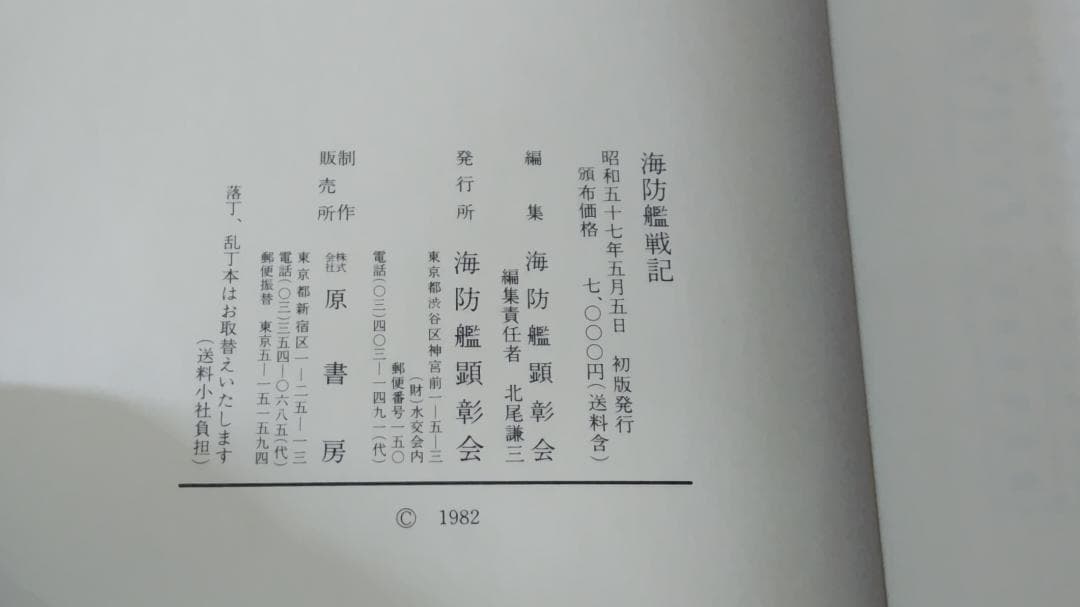 海防艦戦記
昭和五十七年五月五日 初版発行
頒布価格 七、〇〇〇円(送料含)
編集 海防艦顕彰会
編集責任者 北尾謙三
発行所 海防艦顕彰会
東京都渋谷区神宮前一―五―三
(財)水交会内
郵便番号一五〇
電話(〇三)四〇三―一四九一(代)
制作
販売所 株式会社 原書房
東京都新宿区一―二五―一三
電話(〇三)三五四―〇六八五(代)
郵便振替 東京五―一五一五九四
落丁、乱丁本はお取替えいたします
(送料小社負担)
© 1982